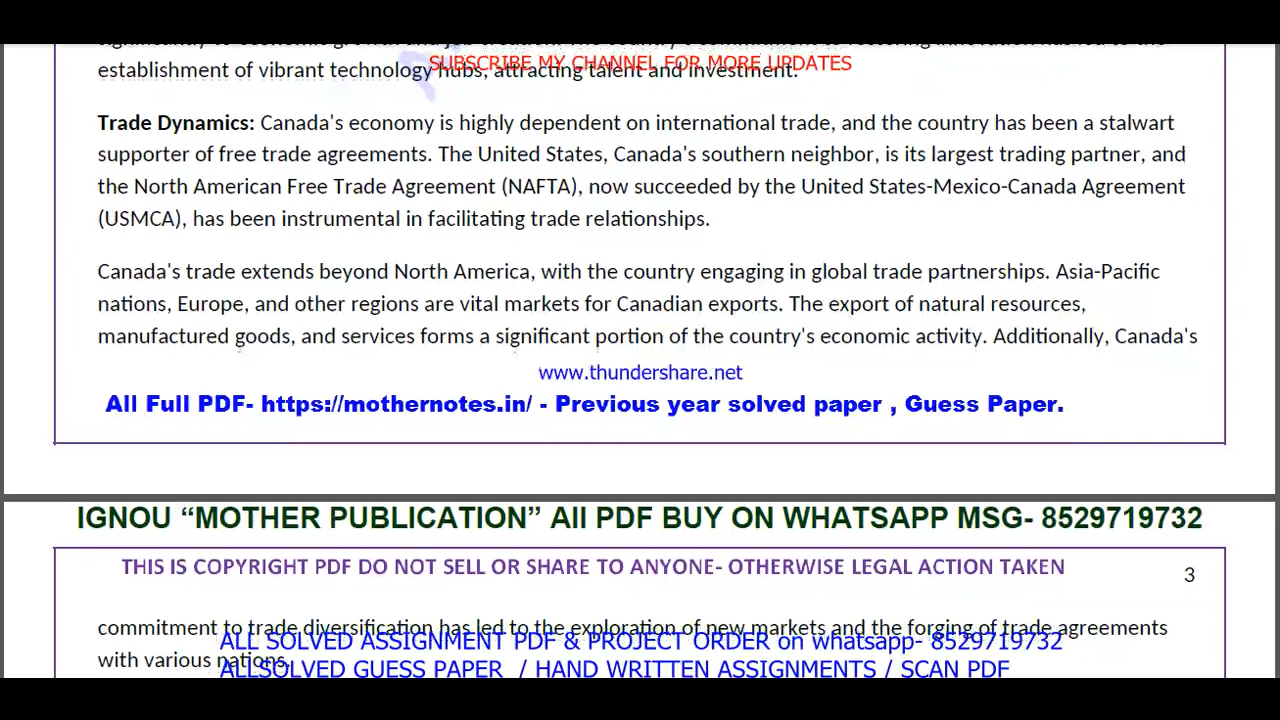 SUBSCRIBE MY CHANNEL FOR MORE UPDATES
establishment of vibrant technology hubs, attracting talent and investment.
Trade Dynamics: Canada's economy is highly dependent on international trade, and the country has been a stalwart
supporter of free trade agreements. The United States, Canada's southern neighbor, is its largest trading partner, and
the North American Free Trade Agreement (NAFTA), now succeeded by the United States-Mexico-Canada Agreement
(USMCA), has been instrumental in facilitating trade relationships.
Canada's trade extends beyond North America, with the country engaging in global trade partnerships. Asia-Pacific
nations, Europe, and other regions are vital markets for Canadian exports. The export of natural resources,
manufactured goods, and services forms a significant portion of the country's economic activity. Additionally, Canada's
www.thundershare.net
All Full PDF- https://mothernotes.in/ - Previous year solved paper , Guess Paper.
IGNOU “MOTHER PUBLICATION” All PDF BUY ON WHATSAPP MSG- 8529719732
THIS IS COPYRIGHT PDF DO NOT SELL OR SHARE TO ANYONE- OTHERWISE LEGAL ACTION TAKEN
3
commitment to trade diversification has led to the exploration of new markets and the forging of trade agreements
ALL SOLVED ASSIGNMENT PDF & PROJECT ORDER on whatsapp- 8529719732
with various nations.
ALLSOLVED GUESS PAPER / HAND WRITTEN ASSIGNMENTS / SCAN PDF